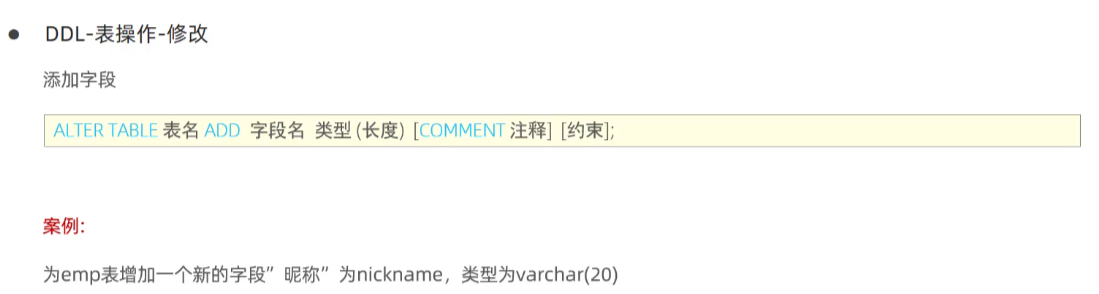 ● DDL-表操作-修改
添加字段
ALTER TABLE 表名 ADD 字段名 类型 (长度) [COMMENT 注释] [约束];
案例:
为emp表增加一个新的字段”昵称”为nickname，类型为varchar(20)